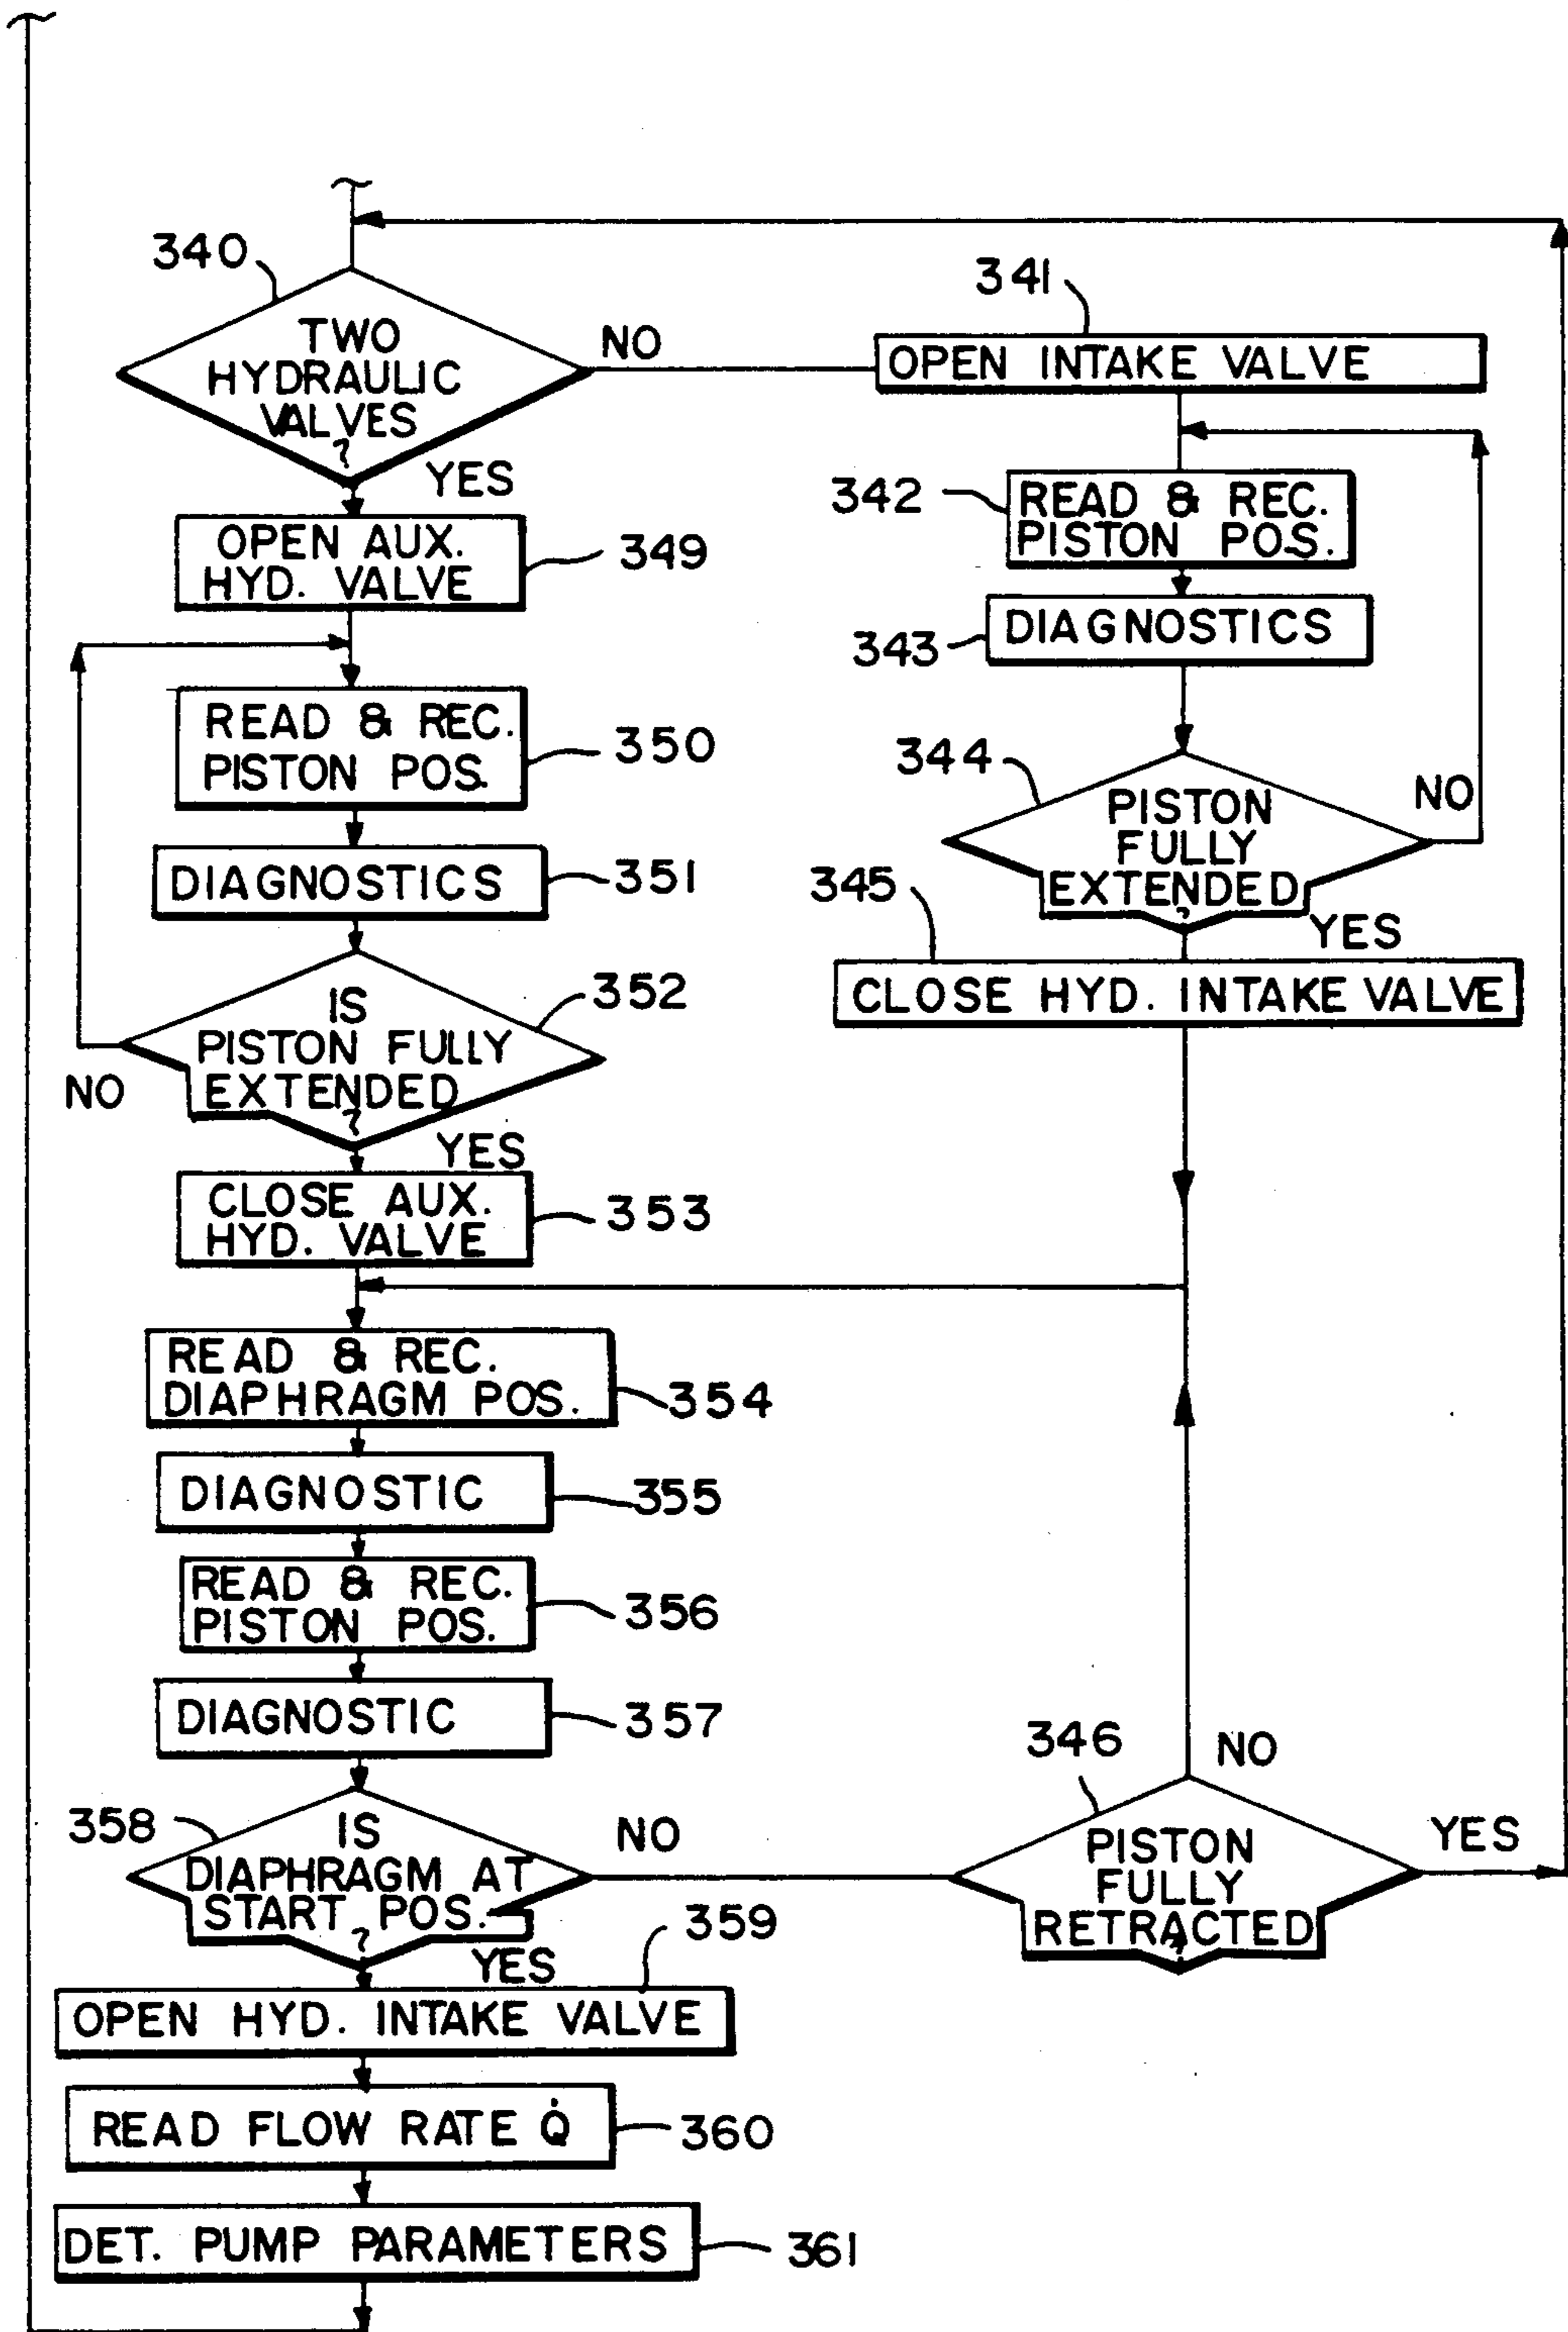 340
TWO
HYDRAULIC
VALVES
?
NO
YES
341
OPEN INTAKE VALVE
342
READ & REC.
PISTON POS.
343
DIAGNOSTICS
344
PISTON
FULLY
EXTENDED
?
NO
YES
345
CLOSE HYD. INTAKE VALVE
OPEN AUX.
HYD. VALVE
349
READ & REC.
PISTON POS.
350
DIAGNOSTICS
351
IS
PISTON FULLY
EXTENDED
?
352
NO
YES
CLOSE AUX.
HYD. VALVE
353
READ & REC.
DIAPHRAGM POS.
354
DIAGNOSTIC
355
READ & REC.
PISTON POS.
356
DIAGNOSTIC
357
358
IS
DIAPHRAGM AT
START POS.
?
NO
YES
346
PISTON
FULLY
RETRACTED
?
NO
YES
359
OPEN HYD. INTAKE VALVE
READ FLOW RATE Q̇
360
DET. PUMP PARAMETERS
361